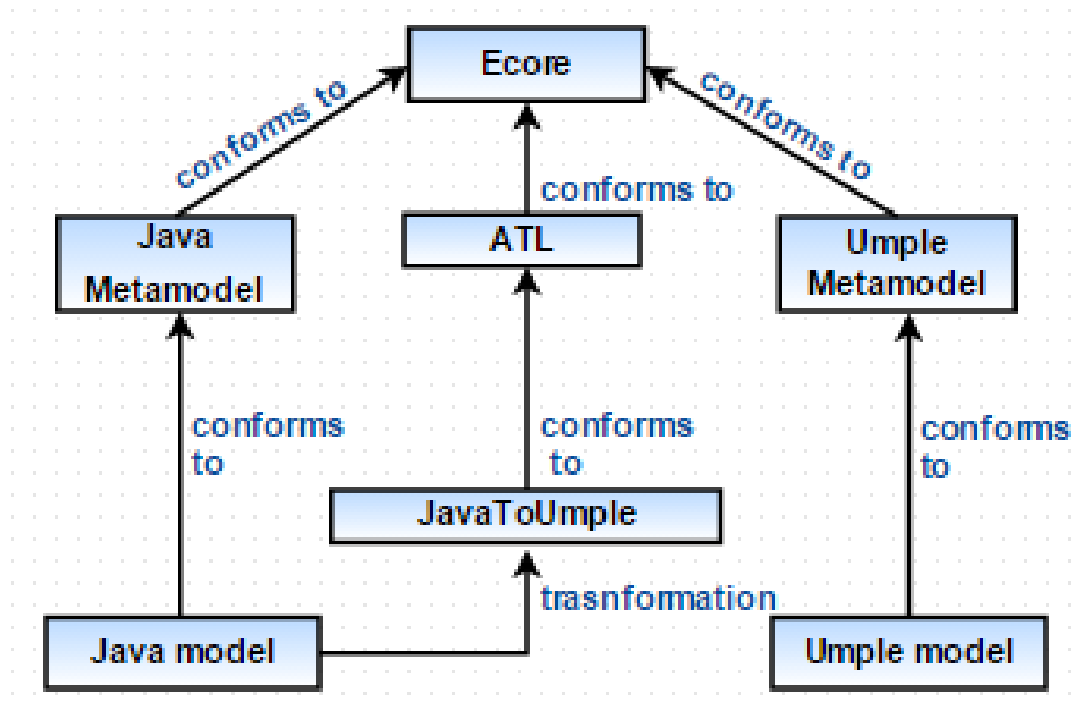 Ecore
conforms to
conforms to
conforms to
Java
Metamodel
ATL
Umple
Metamodel
conforms
to
conforms
to
conforms
to
JavaToUmple
trasnformation
Java model
Umple model